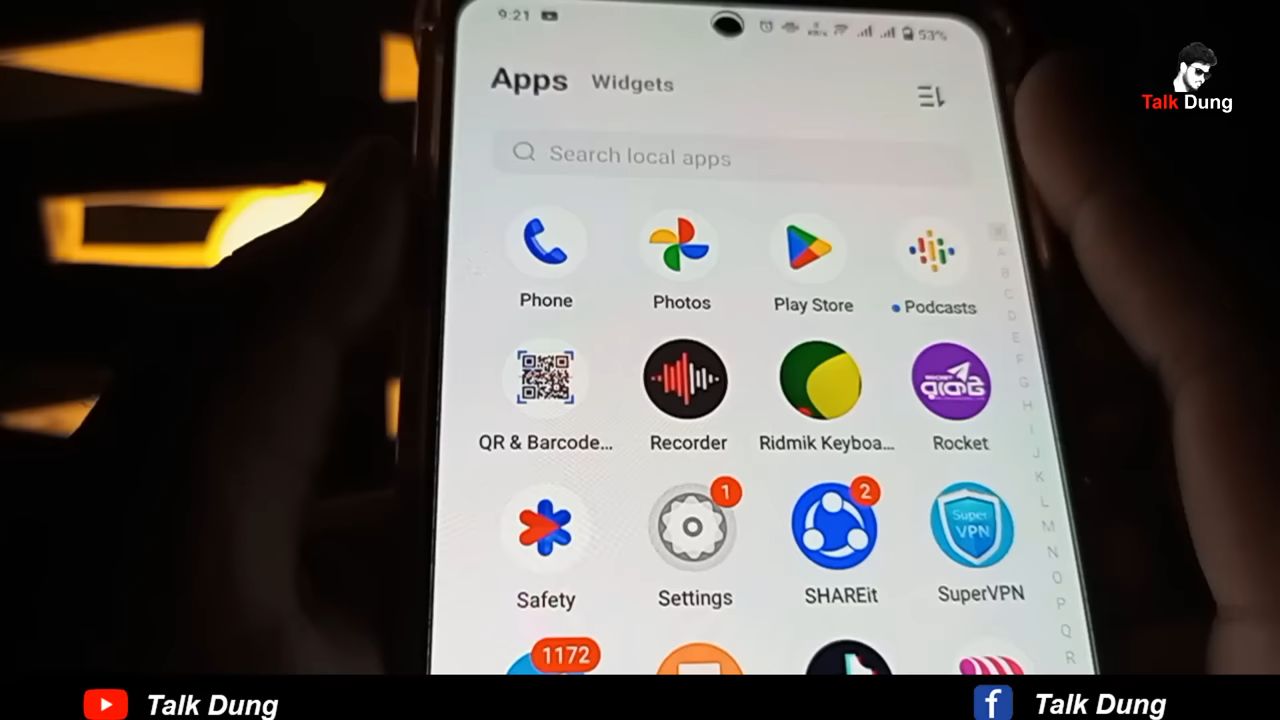 9:21
53%
Talk Dung
Apps Widgets
Search local apps
Phone
Photos
Play Store
Podcasts
রকেট
QR & Barcode...
Recorder
Ridmik Keyboa...
Rocket
1
2
Super
VPN
Safety
Settings
SHAREit
SuperVPN
1172
A
B
C
D
E
F
G
H
I
J
K
L
M
N
O
P
Q
R
Talk Dung
Talk Dung